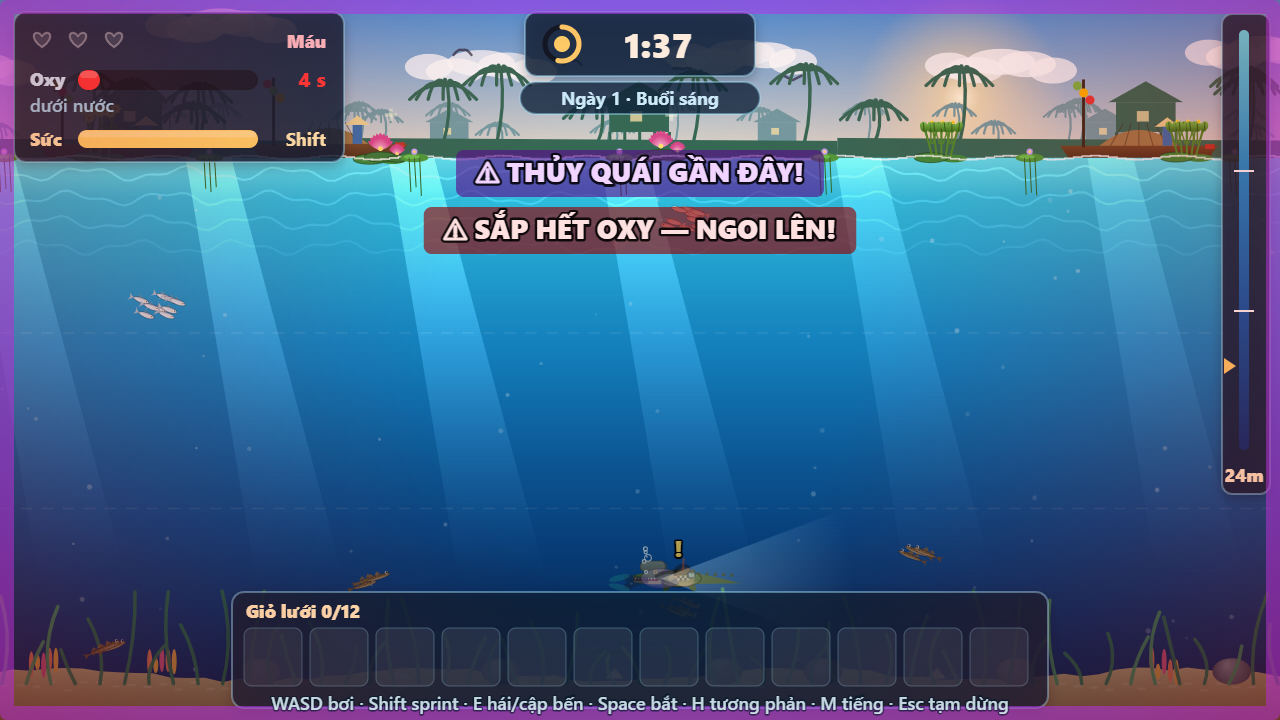 Máu
Oxy 4 s
dưới nước
Sức Shift
1:37
Ngày 1 · Buổi sáng
⚠ THỦY QUÁI GẦN ĐÂY!
⚠ SẮP HẾT OXY — NGOI LÊN!
24m
!
Giỏ lưới 0/12
WASD bơi · Shift sprint · E hái/cập bến · Space bắt · H tương phản · M tiếng · Esc tạm dừng